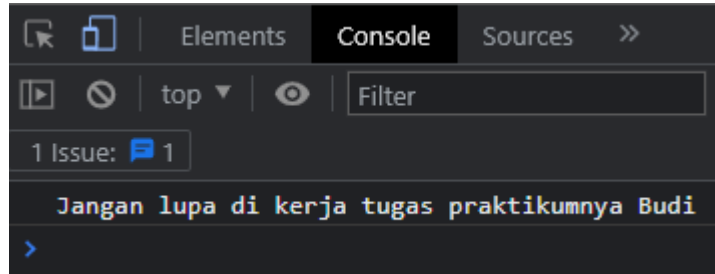 Elements Console Sources »
top ▼ Filter
1 Issue: 1
Jangan lupa di kerja tugas praktikumnya Budi
>